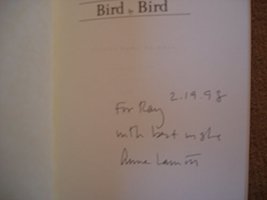 Bird by Bird
2.19.98
For Ray
with best wishes
Anne Lamott